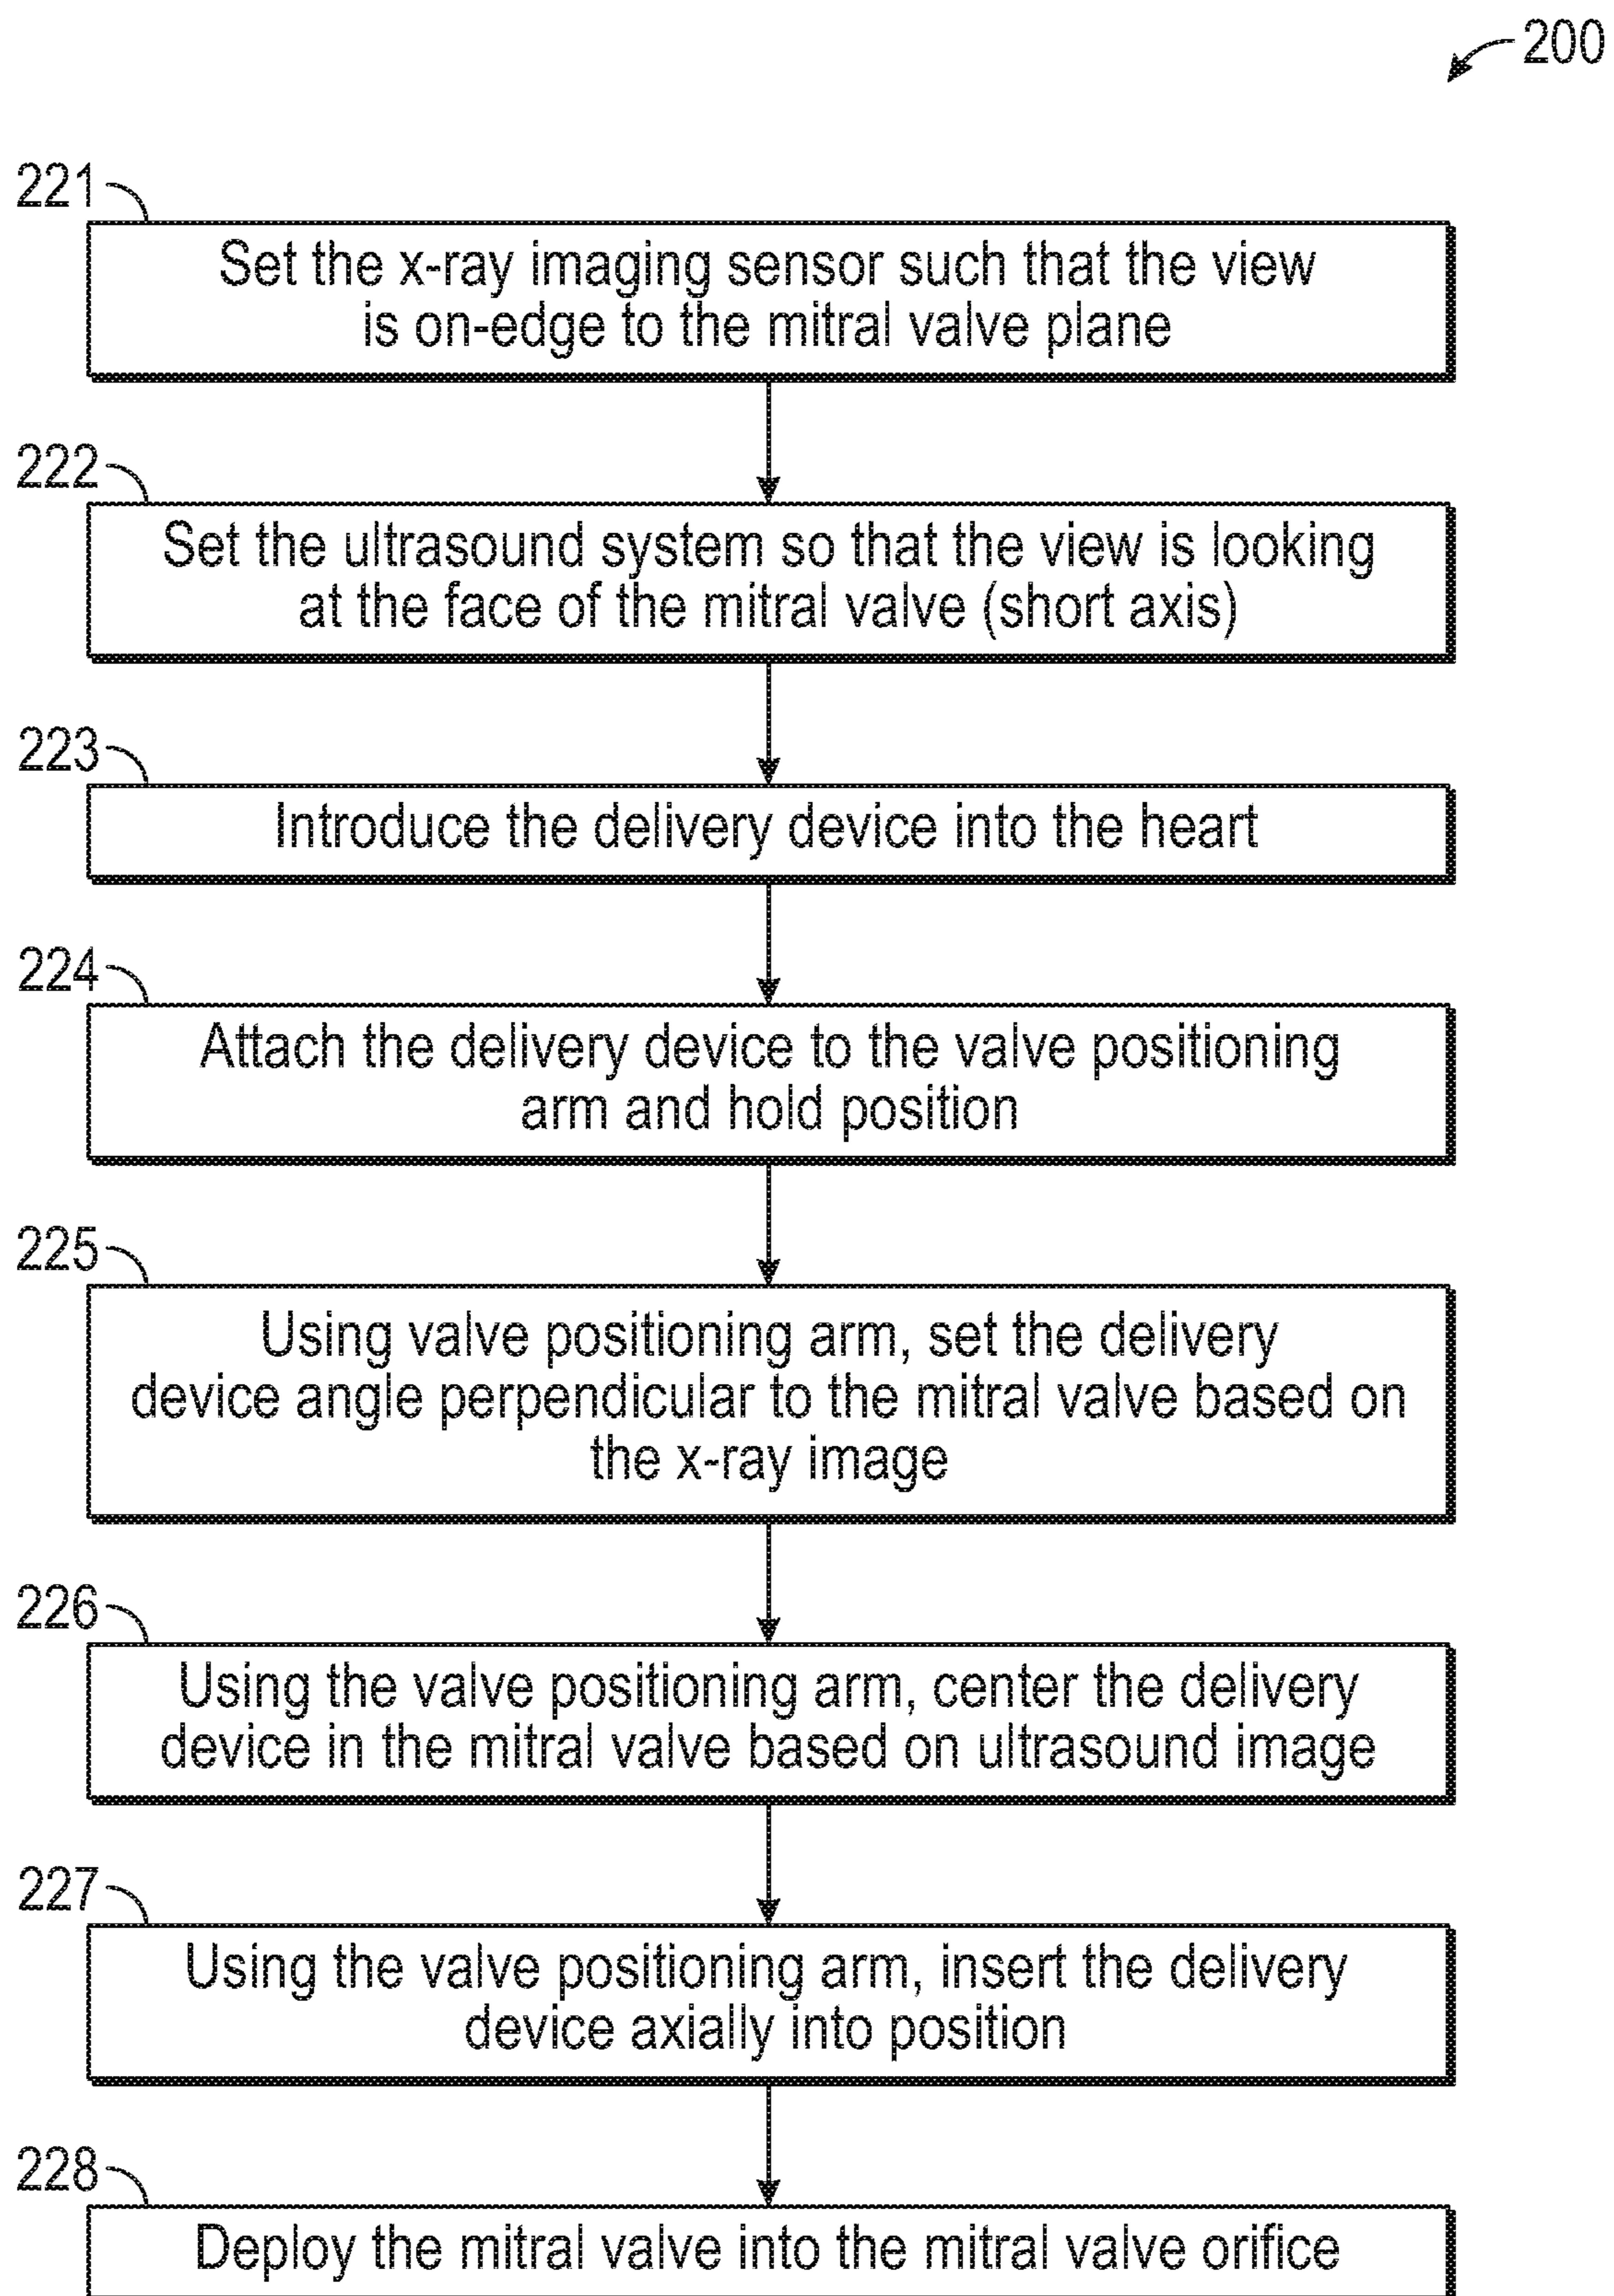 200
221
Set the x-ray imaging sensor such that the view
is on-edge to the mitral valve plane
222
Set the ultrasound system so that the view is looking
at the face of the mitral valve (short axis)
223
Introduce the delivery device into the heart
224
Attach the delivery device to the valve positioning
arm and hold position
225
Using valve positioning arm, set the delivery
device angle perpendicular to the mitral valve based on
the x-ray image
226
Using the valve positioning arm, center the delivery
device in the mitral valve based on ultrasound image
227
Using the valve positioning arm, insert the delivery
device axially into position
228
Deploy the mitral valve into the mitral valve orifice